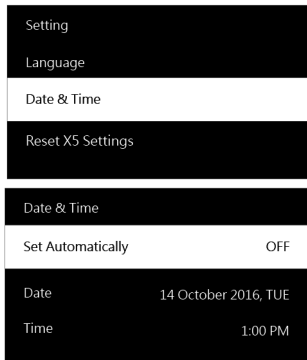 Setting
Language
Date & Time
Reset X5 Settings
Date & Time
Set Automatically OFF
Date 14 October 2016, TUE
Time 1:00 PM